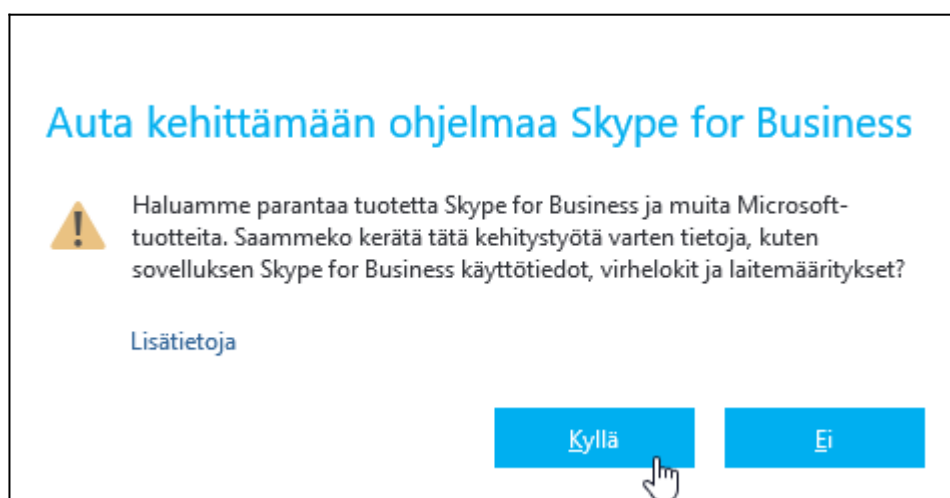 Auta kehittämään ohjelmaa Skype for Business
Haluamme parantaa tuotetta Skype for Business ja muita Microsoft-
tuotteita. Saammeko kerätä tätä kehitystyötä varten tietoja, kuten
sovelluksen Skype for Business käyttötiedot, virhelokit ja laitemääritykset?
Lisätietoja
Kyllä
Ei